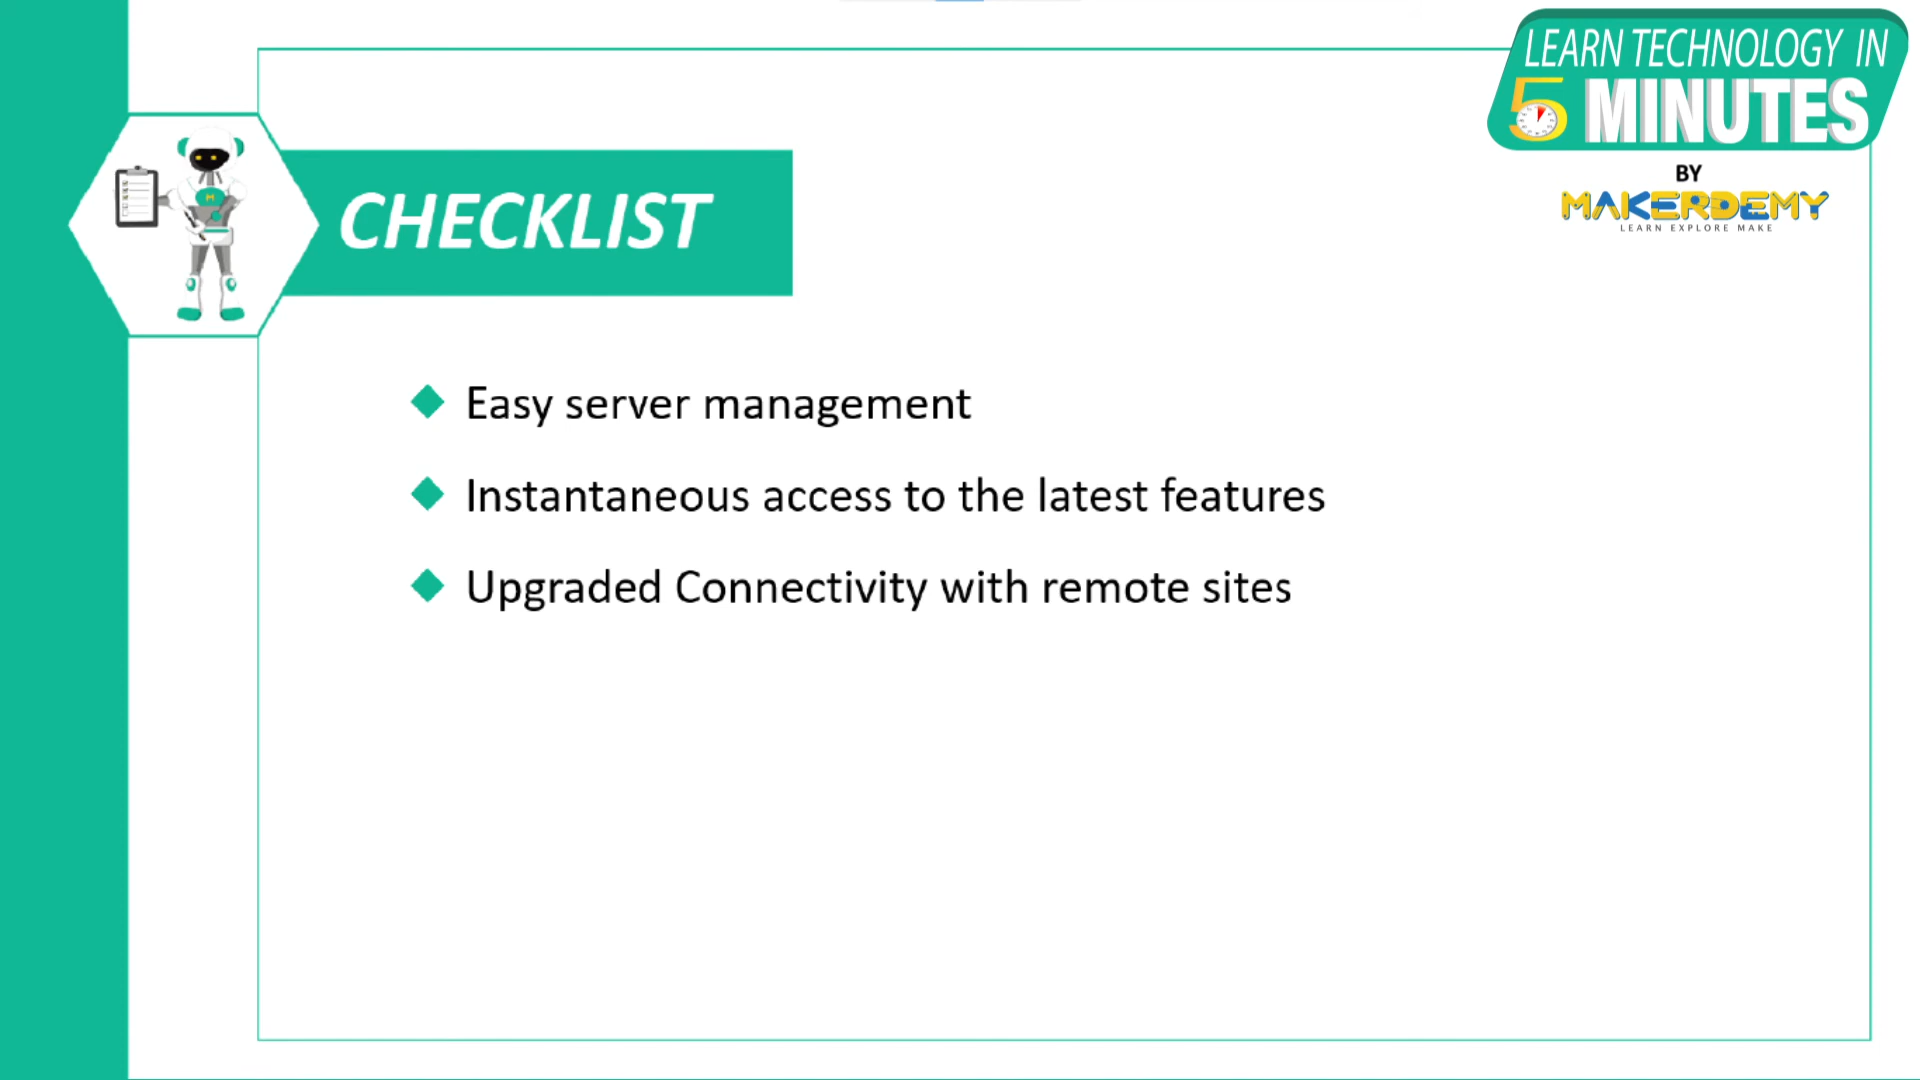 LEARN TECHNOLOGY IN
5 MINUTES
BY
MAKERDEMY
LEARN EXPLORE MAKE
M
CHECKLIST
Easy server management
Instantaneous access to the latest features
Upgraded Connectivity with remote sites